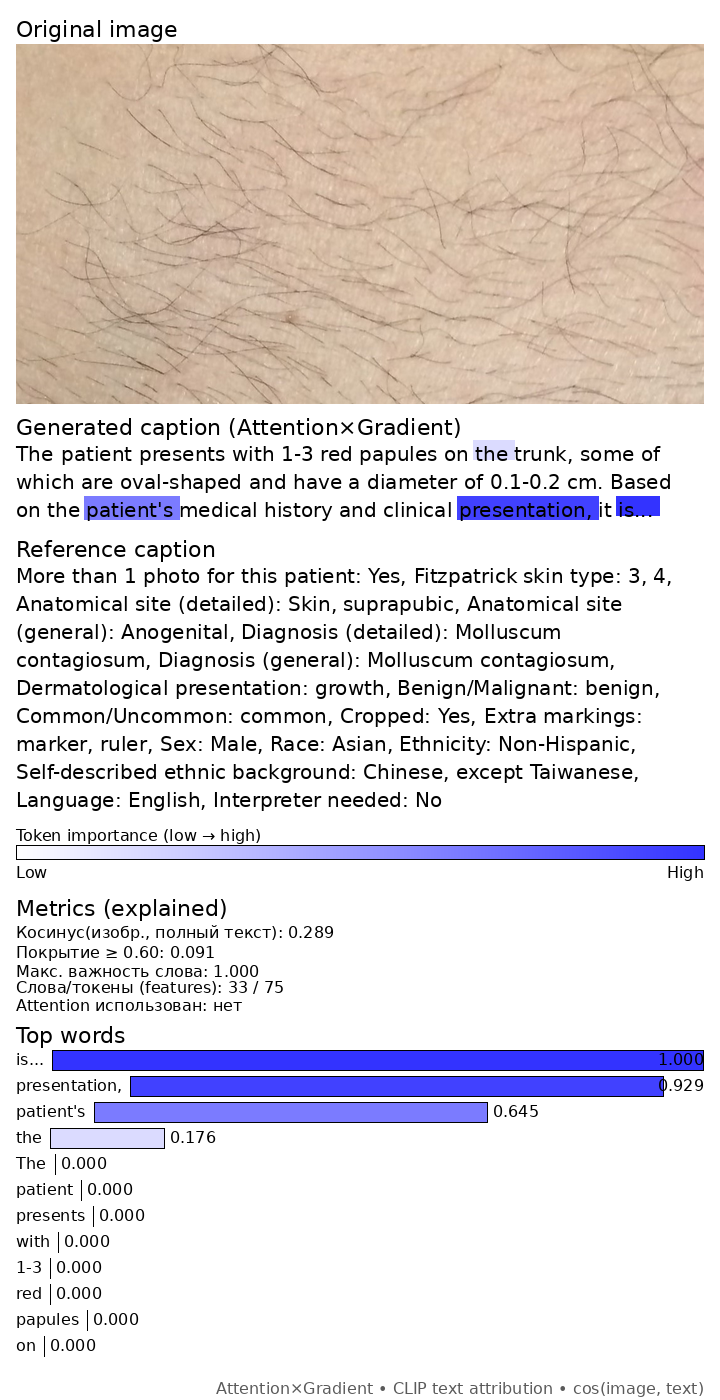 Original image
Generated caption (Attention×Gradient)
The patient presents with 1-3 red papules on the trunk, some of
which are oval-shaped and have a diameter of 0.1-0.2 cm. Based
on the patient's medical history and clinical presentation, it is...
Reference caption
More than 1 photo for this patient: Yes, Fitzpatrick skin type: 3, 4,
Anatomical site (detailed): Skin, suprapubic, Anatomical site
(general): Anogenital, Diagnosis (detailed): Molluscum
contagiosum, Diagnosis (general): Molluscum contagiosum,
Dermatological presentation: growth, Benign/Malignant: benign,
Common/Uncommon: common, Cropped: Yes, Extra markings:
marker, ruler, Sex: Male, Race: Asian, Ethnicity: Non-Hispanic,
Self-described ethnic background: Chinese, except Taiwanese,
Language: English, Interpreter needed: No
Token importance (low → high)
Low High
Metrics (explained)
Косинус(изобр., полный текст): 0.289
Покрытие ≥ 0.60: 0.091
Макс. важность слова: 1.000
Слова/токены (features): 33 / 75
Attention использован: нет
Top words
is... 1.000
presentation, 0.929
patient's 0.645
the 0.176
The 0.000
patient 0.000
presents 0.000
with 0.000
1-3 0.000
red 0.000
papules 0.000
on 0.000
Attention×Gradient • CLIP text attribution • cos(image, text)